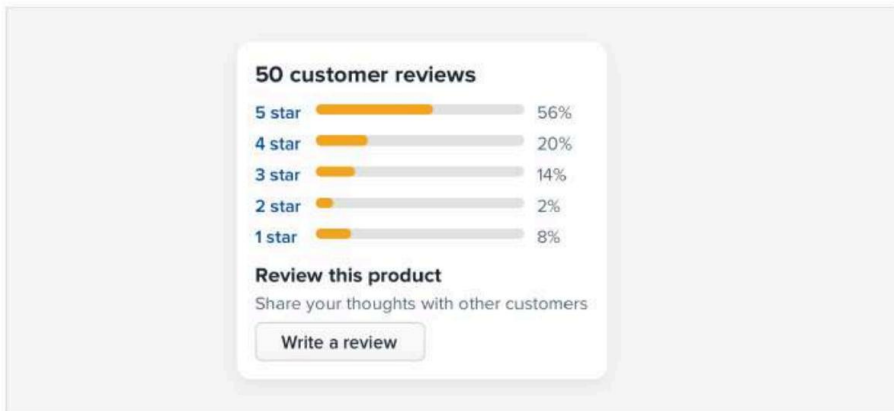 50 customer reviews
5 star 56%
4 star 20%
3 star 14%
2 star 2%
1 star 8%
Review this product
Share your thoughts with other customers
Write a review